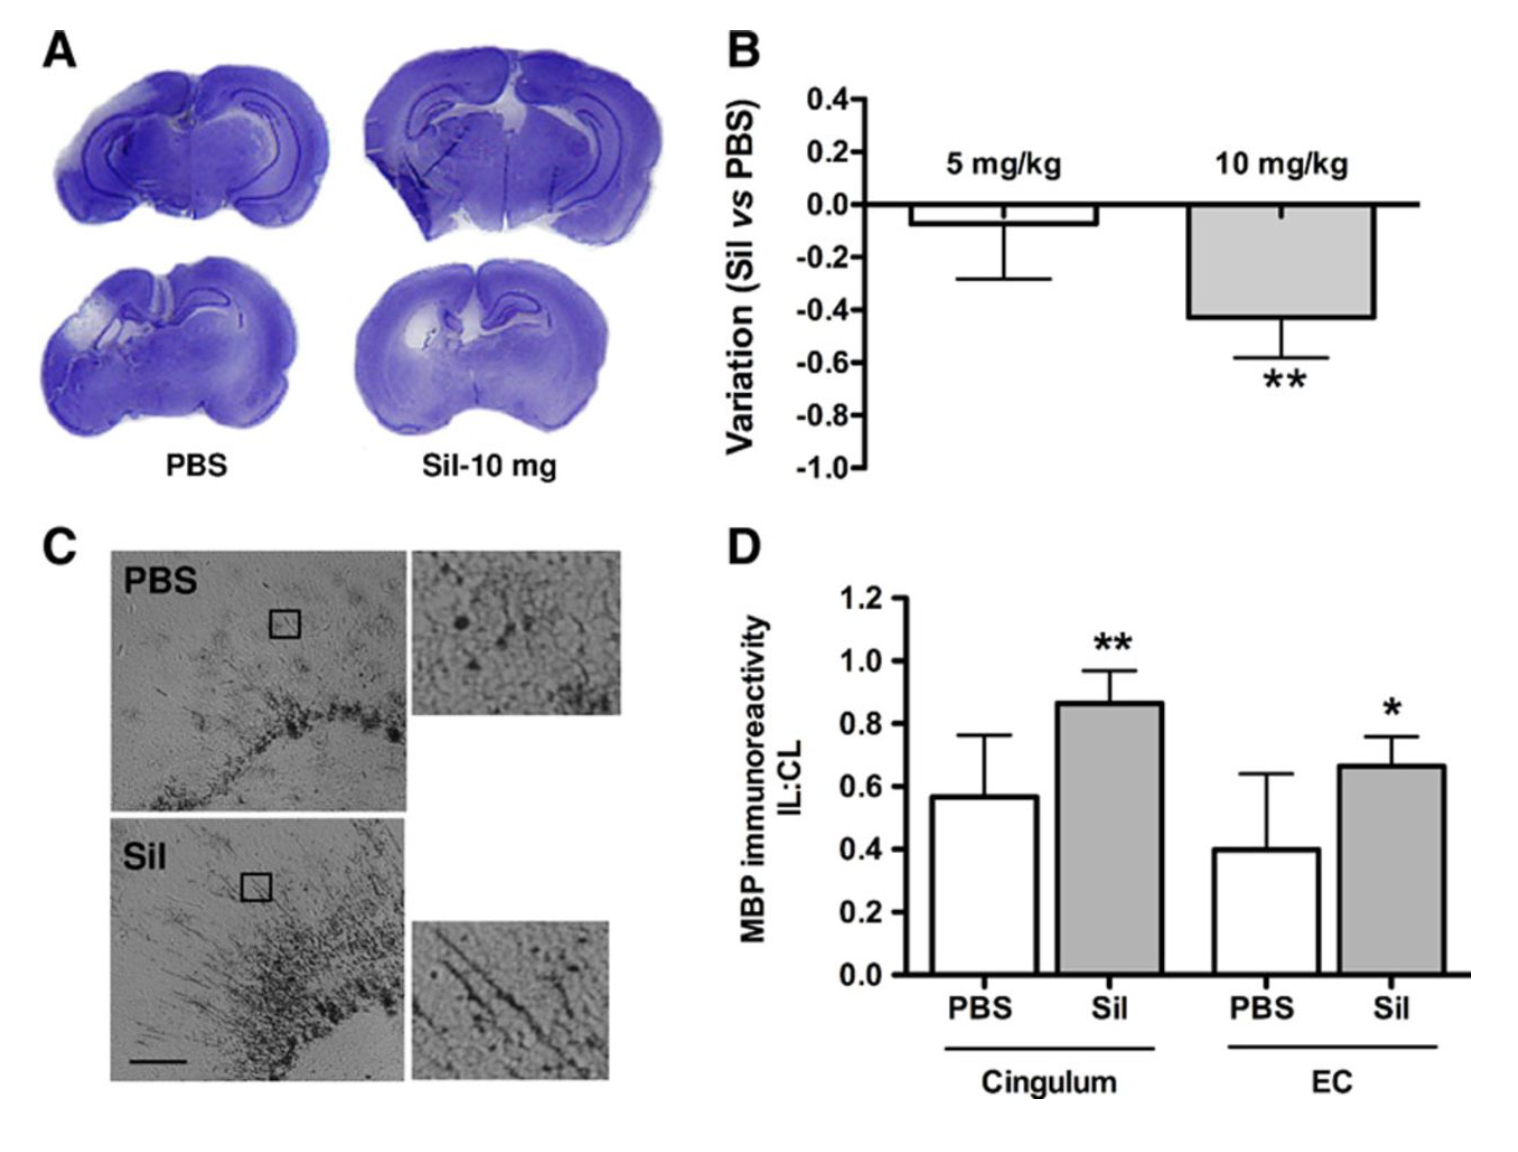 A
PBS
Sil-10 mg
B
Variation (Sil vs PBS)
0.4
0.2
0.0
-0.2
-0.4
-0.6
-0.8
-1.0
5 mg/kg
10 mg/kg
**
C
PBS
Sil
D
MBP immunoreactivity
IL:CL
1.2
1.0
0.8
0.6
0.4
0.2
0.0
**
*
PBS
Sil
PBS
Sil
Cingulum
EC